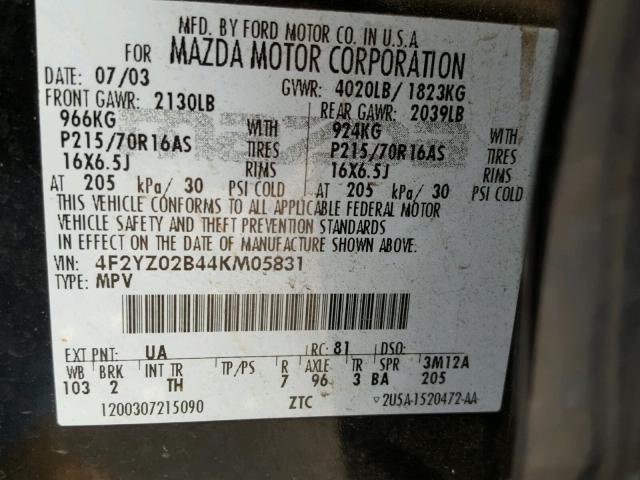 MFD. BY FORD MOTOR CO. IN U.S.A.
FOR MAZDA MOTOR CORPORATION
DATE: 07/03 GVWR: 4020LB/ 1823KG
FRONT GAWR: 2130LB REAR GAWR: 2039LB
966KG WITH 924KG WITH
P215/70R16AS TIRES P215/70R16AS TIRES
16X6.5J RIMS 16X6.5J RIMS
AT 205 kPa/ 30 PSI COLD AT 205 kPa/ 30 PSI COLD
THIS VEHICLE CONFORMS TO ALL APPLICABLE FEDERAL MOTOR
VEHICLE SAFETY AND THEFT PREVENTION STANDARDS
IN EFFECT ON THE DATE OF MANUFACTURE SHOWN ABOVE.
VIN: 4F2YZ02B44KM05831
TYPE: MPV
EXT PNT: UA RC: 81 DSO:
WB BRK INT TR TP/PS R AXLE TR SPR 3M12A
103 2 TH 7 96 3 BA 205
1200307215090 ZTC 2U5A-1520472-AA